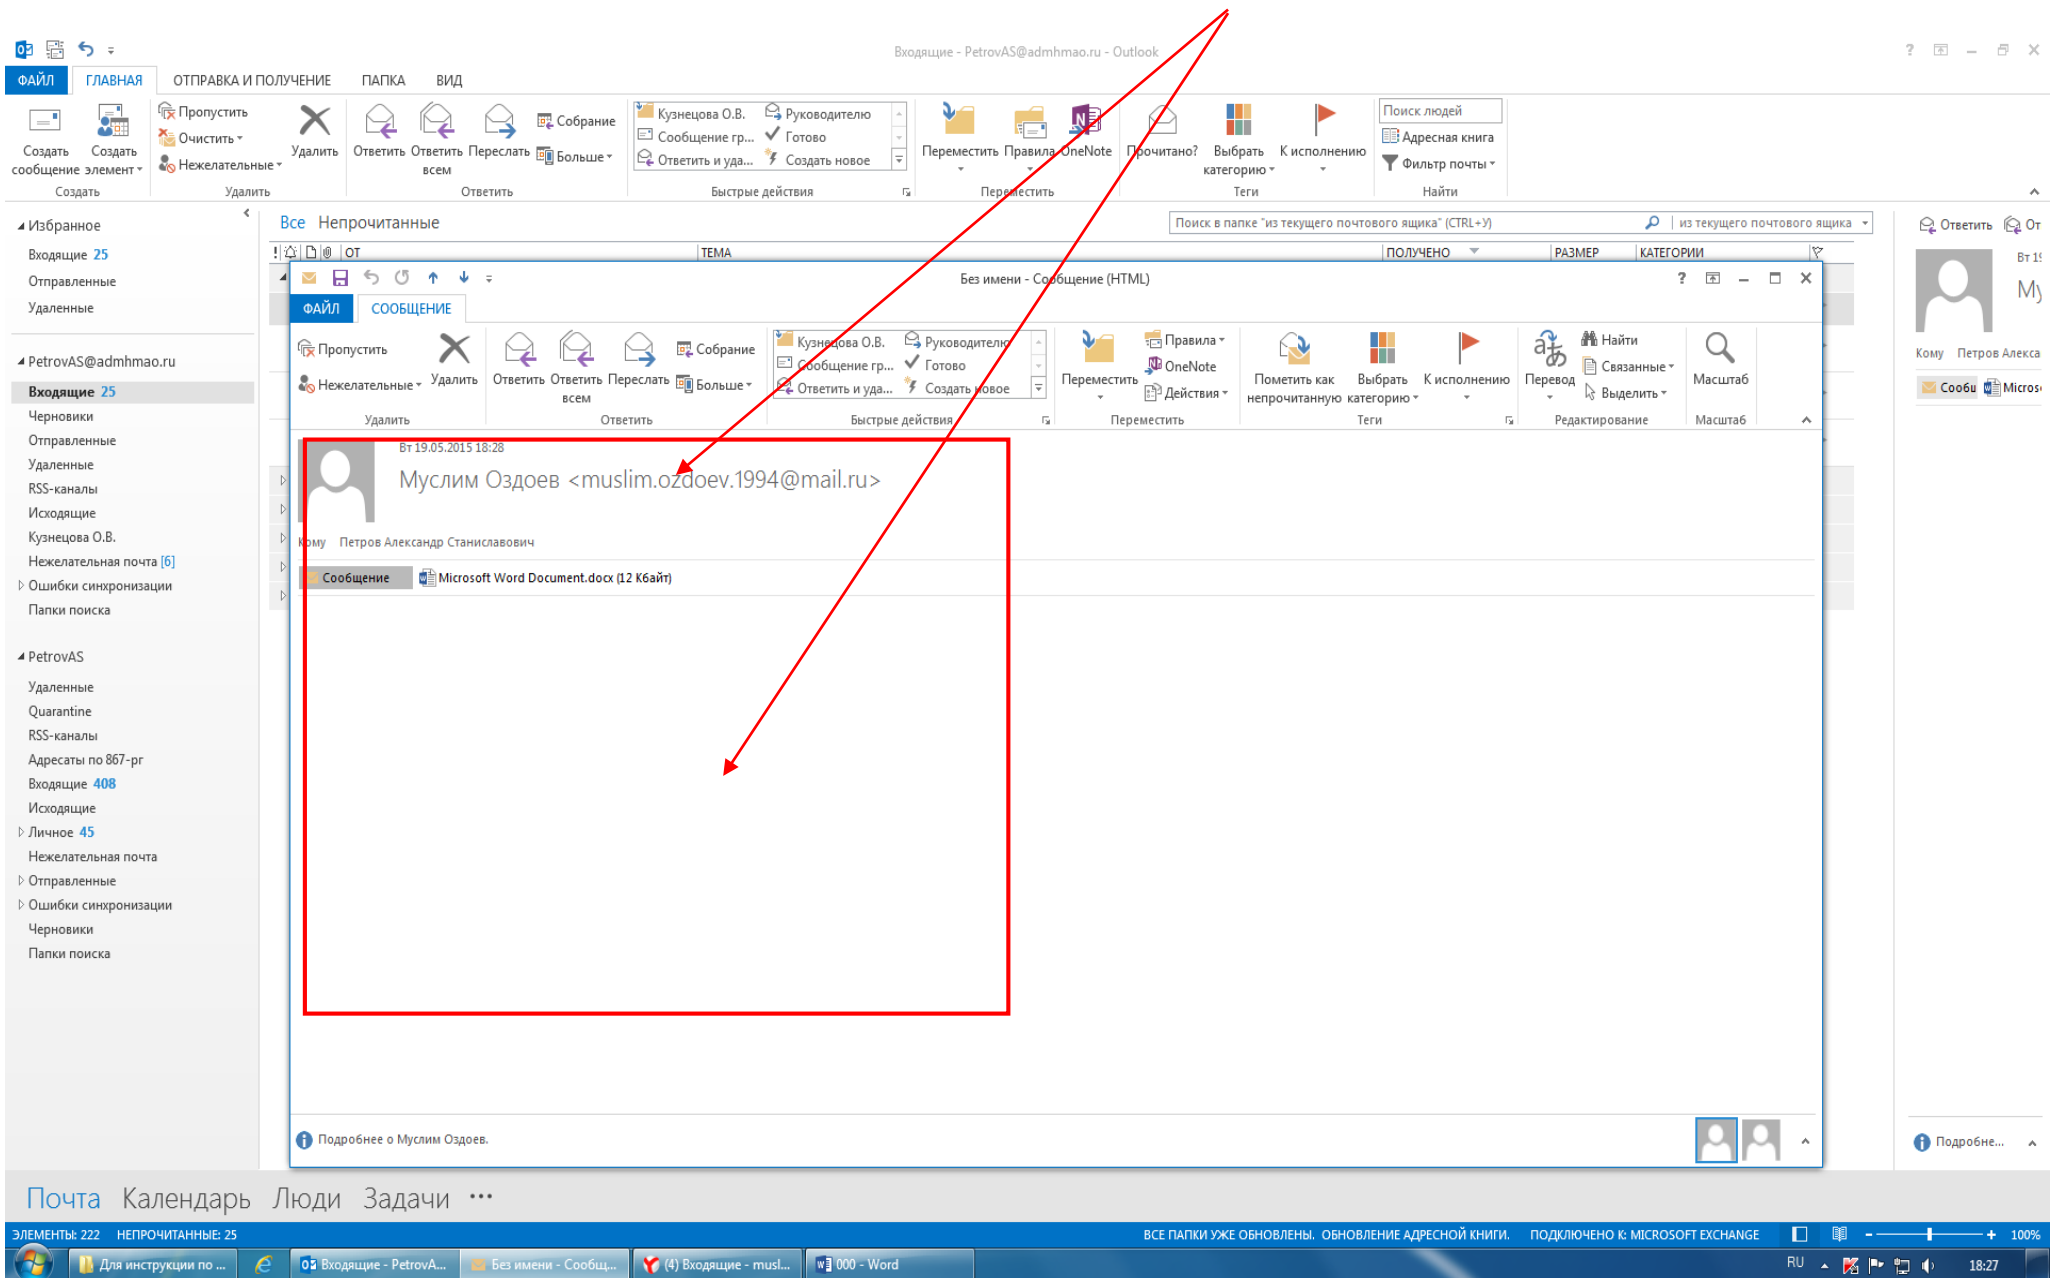 Входящие - PetrovAS@admhmao.ru - Outlook
ФАЙЛ ГЛАВНАЯ ОТПРАВКА И ПОЛУЧЕНИЕ ПАПКА ВИД
Создать сообщение
Создать элемент
Пропустить
Очистить
Нежелательные
Удалить
Ответить
Ответить всем
Переслать
Собрание
Больше
Кузнецова О.В.
Сообщение гр...
Ответить и уда...
Руководителю
Готово
Создать новое
Переместить
Правила
OneNote
Прочитано?
Выбрать категорию
К исполнению
Поиск людей
Адресная книга
Фильтр почты
Создать Удалить Ответить Быстрые действия Переместить Теги Найти
Избранное
Входящие 25
Отправленные
Удаленные
PetrovAS@admhmao.ru
Входящие 25
Черновики
Отправленные
Удаленные
RSS-каналы
Исходящие
Кузнецова О.В.
Нежелательная почта [6]
Ошибки синхронизации
Папки поиска
PetrovAS
Удаленные
Quarantine
RSS-каналы
Адресаты по 867-рг
Входящие 408
Исходящие
Личное 45
Нежелательная почта
Отправленные
Ошибки синхронизации
Черновики
Папки поиска
Все Непрочитанные
Поиск в папке "из текущего почтового ящика" (CTRL+У)
из текущего почтового ящика
ОТ ТЕМА ПОЛУЧЕНО РАЗМЕР КАТЕГОРИИ
Без имени - Сообщение (HTML)
ФАЙЛ СООБЩЕНИЕ
Пропустить
Нежелательные
Удалить
Ответить
Ответить всем
Переслать
Собрание
Больше
Кузнецова О.В.
Сообщение гр...
Ответить и уда...
Руководителю
Готово
Создать новое
Переместить
Правила
OneNote
Действия
Пометить как непрочитанную
Выбрать категорию
К исполнению
Перевод
Найти
Связанные
Выделить
Масштаб
Удалить Ответить Быстрые действия Переместить Теги Редактирование Масштаб
Вт 19.05.2015 18:28
Муслим Оздоев <muslim.ozdoev.1994@mail.ru>
Кому Петров Александр Станиславович
Сообщение Microsoft Word Document.docx (12 Кбайт)
Подробнее о Муслим Оздоев.
Ответить От
Вт 19
Му
Кому Петров Алекса
Сообщ Microso
Подробне...
Почта Календарь Люди Задачи ···
ЭЛЕМЕНТЫ: 222 НЕПРОЧИТАННЫЕ: 25
ВСЕ ПАПКИ УЖЕ ОБНОВЛЕНЫ. ОБНОВЛЕНИЕ АДРЕСНОЙ КНИГИ. ПОДКЛЮЧЕНО К: MICROSOFT EXCHANGE
100%
Для инструкции по ...
Входящие - PetrovA...
Без имени - Сообщ...
(4) Входящие - musl...
000 - Word
RU
18:27